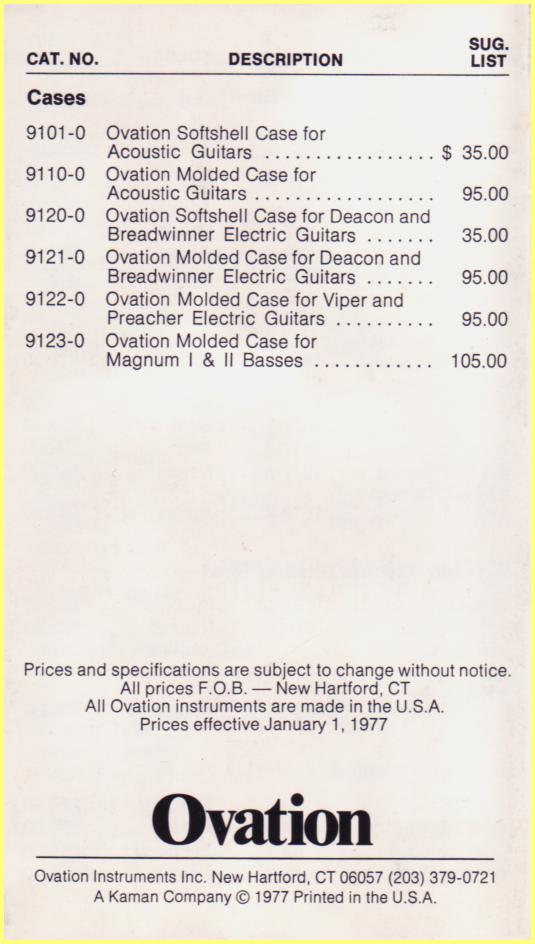 SUG.
CAT. NO. DESCRIPTION LIST
Cases
9101-0 Ovation Softshell Case for
Acoustic Guitars ................. $ 35.00
9110-0 Ovation Molded Case for
Acoustic Guitars .................. 95.00
9120-0 Ovation Softshell Case for Deacon and
Breadwinner Electric Guitars ....... 35.00
9121-0 Ovation Molded Case for Deacon and
Breadwinner Electric Guitars ....... 95.00
9122-0 Ovation Molded Case for Viper and
Preacher Electric Guitars .......... 95.00
9123-0 Ovation Molded Case for
Magnum I & II Basses ............ 105.00
Prices and specifications are subject to change without notice.
All prices F.O.B. — New Hartford, CT
All Ovation instruments are made in the U.S.A.
Prices effective January 1, 1977
Ovation
Ovation Instruments Inc. New Hartford, CT 06057 (203) 379-0721
A Kaman Company © 1977 Printed in the U.S.A.